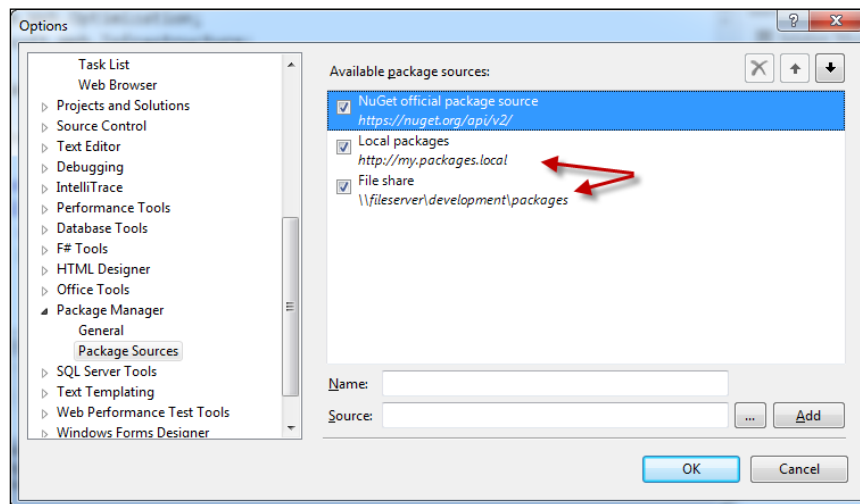 Options
Task List
Web Browser
Projects and Solutions
Source Control
Text Editor
Debugging
IntelliTrace
Performance Tools
Database Tools
F# Tools
HTML Designer
Office Tools
Package Manager
General
Package Sources
SQL Server Tools
Text Templating
Web Performance Test Tools
Windows Forms Designer
Available package sources:
NuGet official package source
https://nuget.org/api/v2/
Local packages
http://my.packages.local
File share
\\fileserver\development\packages
Name:
Source:
...
Add
OK
Cancel